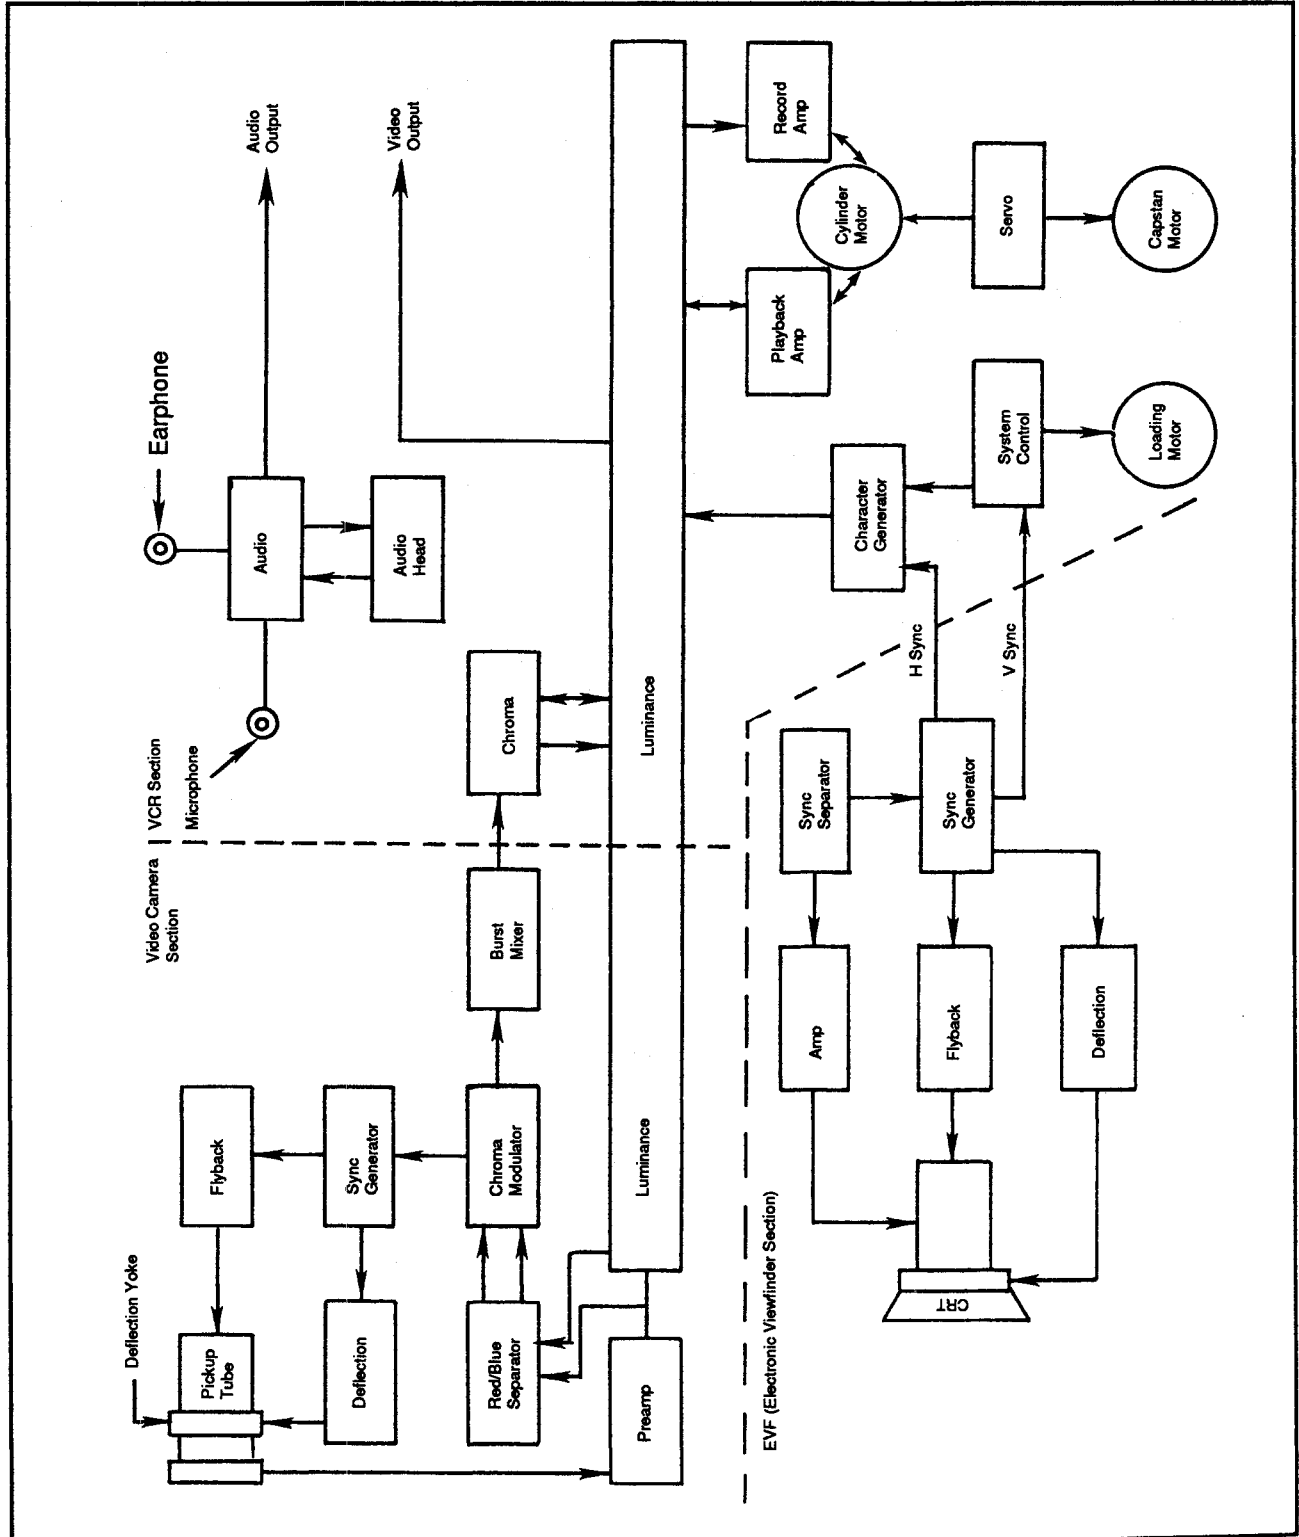 Deflection Yoke
Pickup
Tube
Flyback
Deflection
Sync
Generator
Red/Blue
Separator
Chroma
Modulator
Burst
Mixer
Chroma
Preamp
Luminance
Luminance
Video Camera
Section
VCR Section
Microphone
Audio
Earphone
Audio
Head
Audio
Output
Video
Output
Record
Amp
Playback
Amp
Cylinder
Motor
Servo
Capstan
Motor
Character
Generator
System
Control
Loading
Motor
H Sync
V Sync
EVF (Electronic Viewfinder Section)
Sync
Separator
Sync
Generator
Amp
Flyback
Deflection
CRT